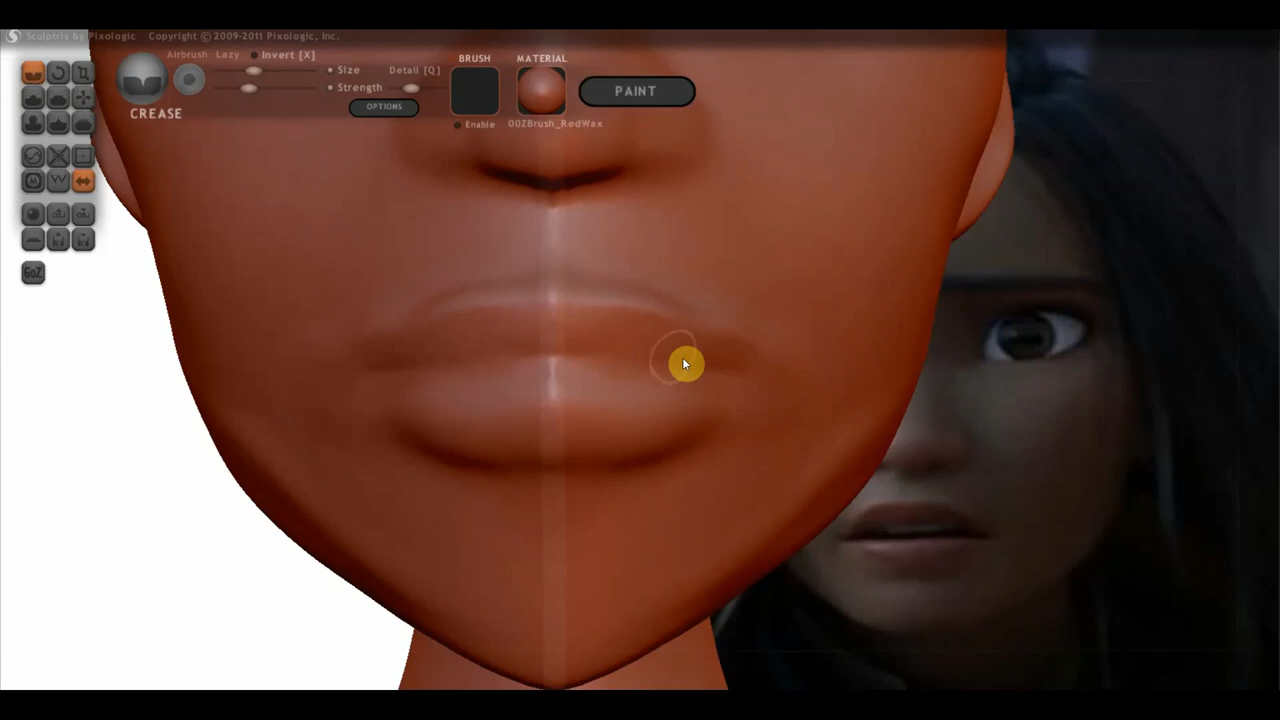 Sculptris by Pixologic Copyright © 2009-2011 Pixologic, Inc.
Airbrush Lazy Invert [X]
Size Detail [Q]
Strength
OPTIONS
CREASE
BRUSH
Enable
MATERIAL
00ZBrush_RedWax
PAINT
GoZ